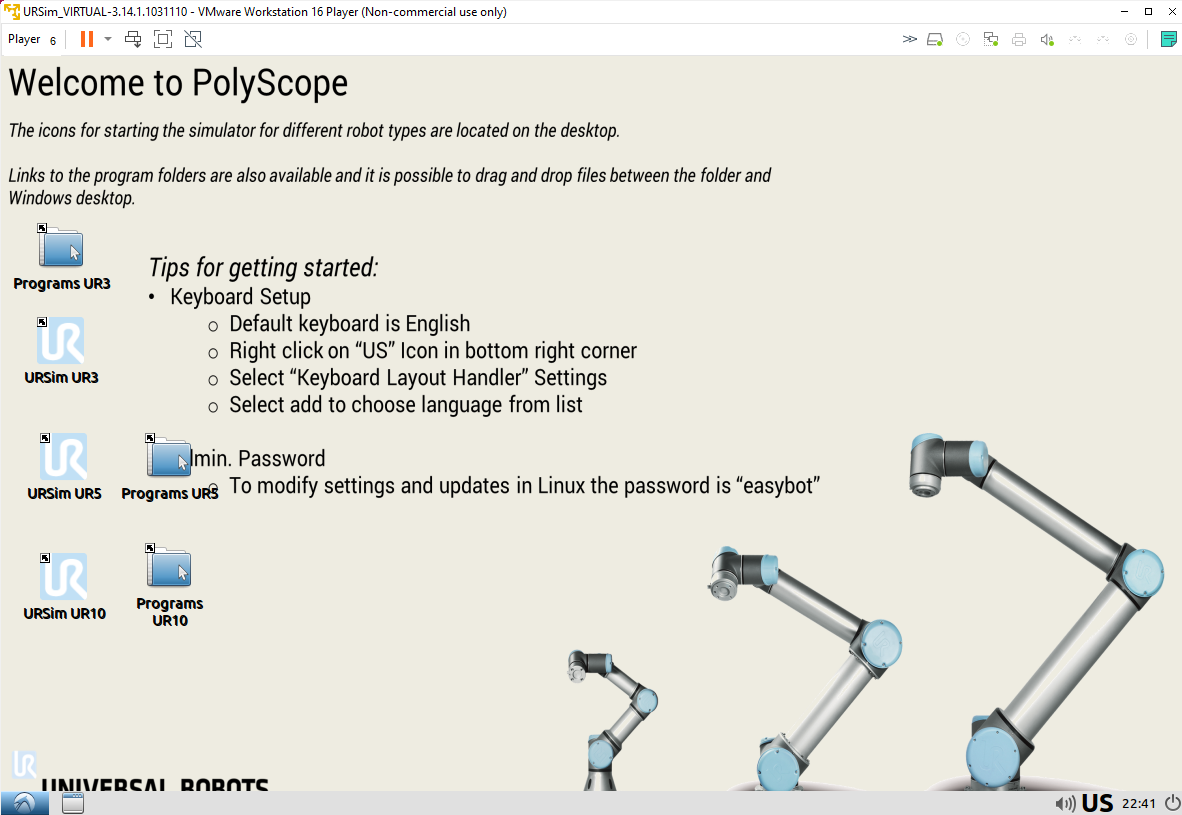 URSim_VIRTUAL-3.14.1.1031110 - VMware Workstation 16 Player (Non-commercial use only)
Player 6
Welcome to PolyScope
The icons for starting the simulator for different robot types are located on the desktop.
Links to the program folders are also available and it is possible to drag and drop files between the folder and
Windows desktop.
Programs UR3
Tips for getting started:
• Keyboard Setup
o Default keyboard is English
o Right click on “US” Icon in bottom right corner
o Select “Keyboard Layout Handler” Settings
o Select add to choose language from list
UR
URSim UR3
UR
URSim UR5
Programs UR5
min. Password
o To modify settings and updates in Linux the password is “easybot”
UR
URSim UR10
Programs
UR10
UR
UNIVERSAL ROBOTS
US 22:41